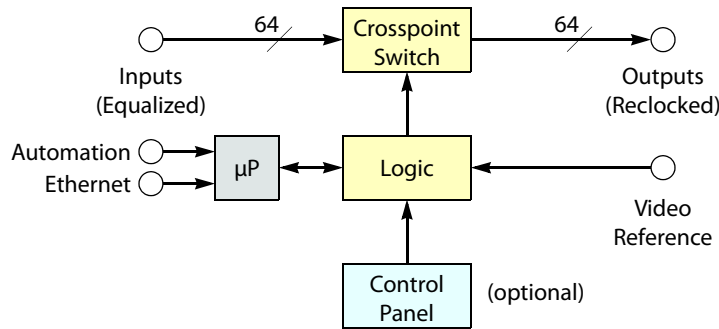 64
Crosspoint
Switch
64
Inputs
(Equalized)
Outputs
(Reclocked)
Automation
Ethernet
µP
Logic
Video
Reference
Control
Panel
(optional)